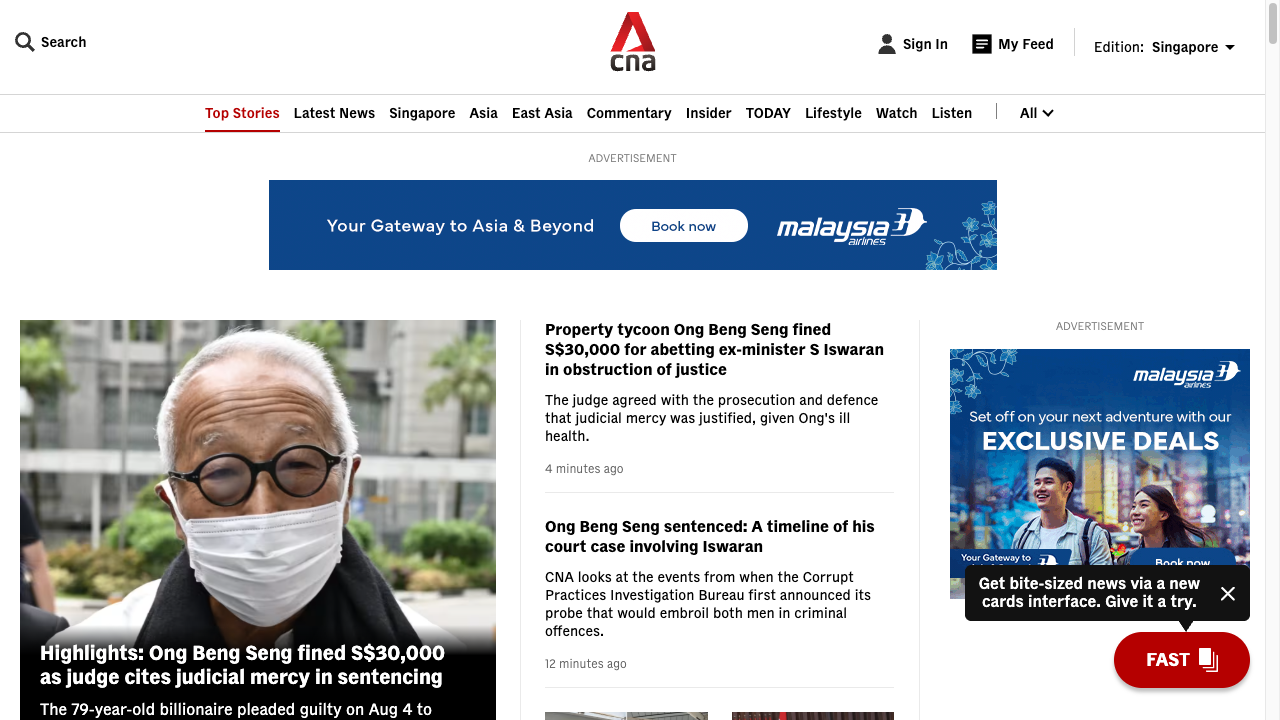 Search
cna
Sign In
My Feed
Edition: Singapore
Top Stories Latest News Singapore Asia East Asia Commentary Insider TODAY Lifestyle Watch Listen All
ADVERTISEMENT
Your Gateway to Asia & Beyond
Book now
malaysia
airlines
Highlights: Ong Beng Seng fined S$30,000
as judge cites judicial mercy in sentencing
The 79-year-old billionaire pleaded guilty on Aug 4 to
Property tycoon Ong Beng Seng fined
S$30,000 for abetting ex-minister S Iswaran
in obstruction of justice
The judge agreed with the prosecution and defence
that judicial mercy was justified, given Ong's ill
health.
4 minutes ago
Ong Beng Seng sentenced: A timeline of his
court case involving Iswaran
CNA looks at the events from when the Corrupt
Practices Investigation Bureau first announced its
probe that would embroil both men in criminal
offences.
12 minutes ago
ADVERTISEMENT
malaysia
airlines
Set off on your next adventure with our
EXCLUSIVE DEALS
Your Gateway to
Book now
Get bite-sized news via a new
cards interface. Give it a try.
FAST